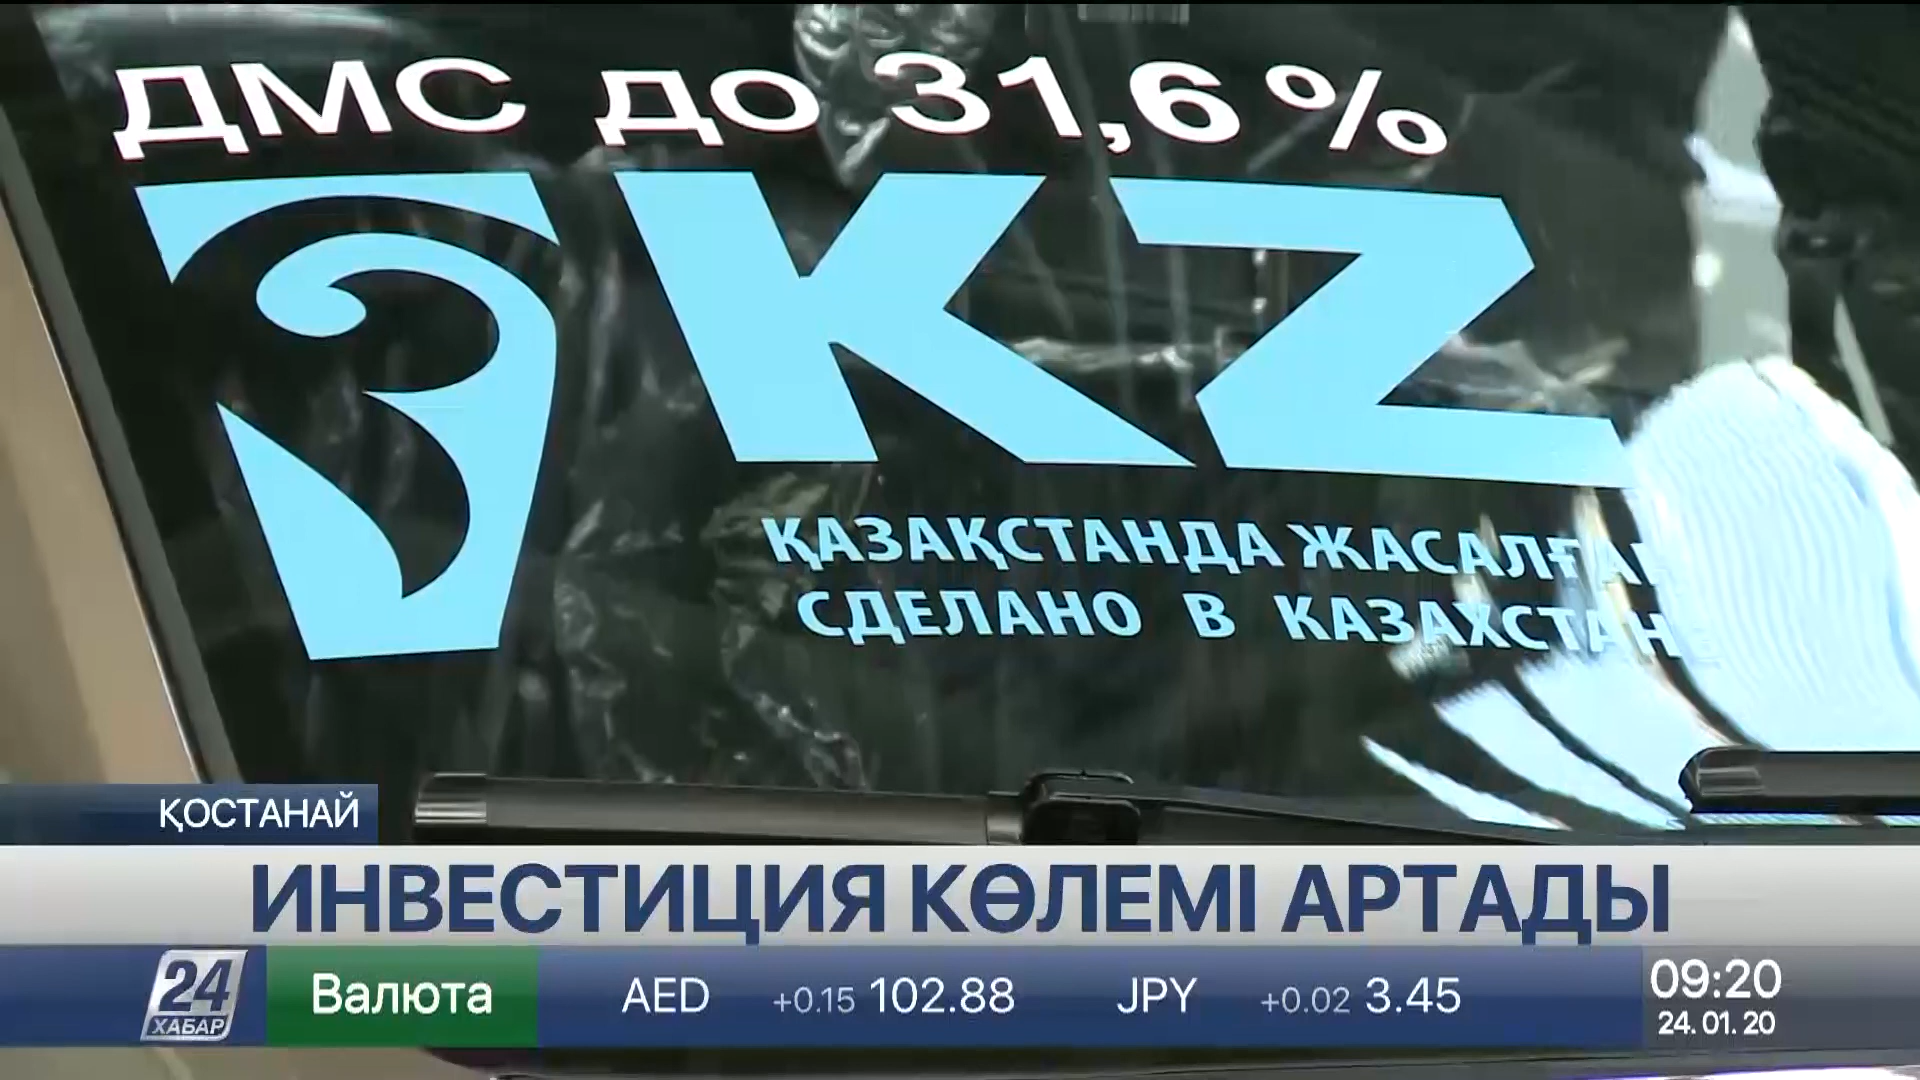 ДМС ДО 31,6%
KZ
ҚАЗАҚСТАНДА ЖАСАЛҒАН
СДЕЛАНО В КАЗАХСТАНЕ
ҚОСТАНАЙ
ИНВЕСТИЦИЯ КӨЛЕМІ АРТАДЫ
24
ХАБАР
Валюта
AED +0.15 102.88 JPY +0.02 3.45
09:20
24. 01. 20